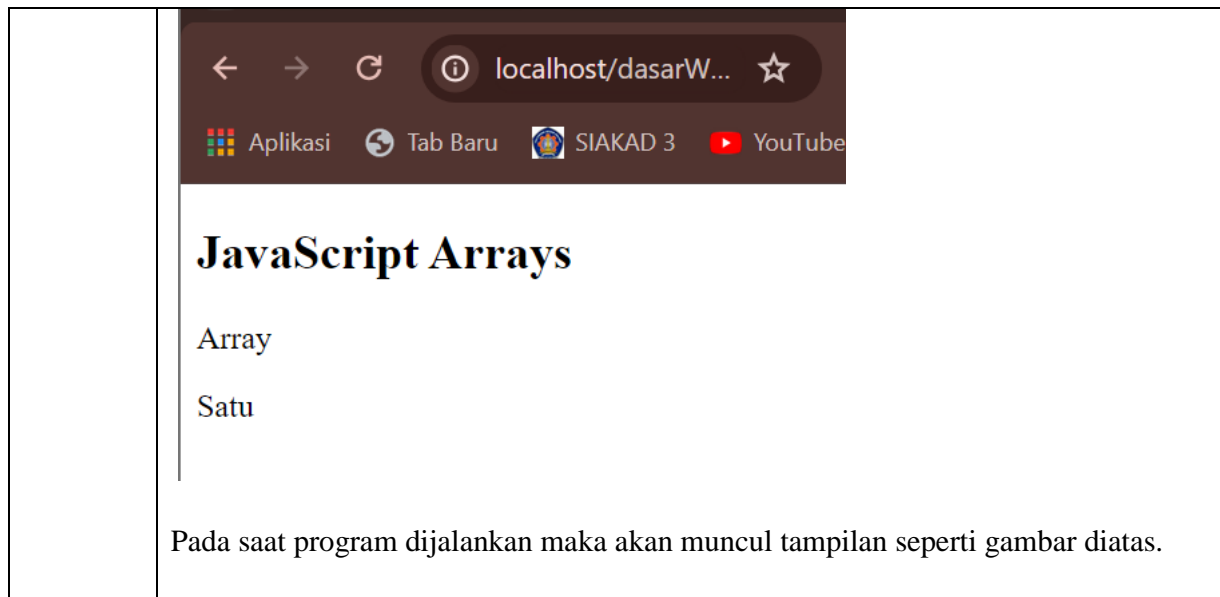 localhost/dasarW...
Aplikasi Tab Baru SIAKAD 3 YouTube
JavaScript Arrays
Array
Satu
Pada saat program dijalankan maka akan muncul tampilan seperti gambar diatas.